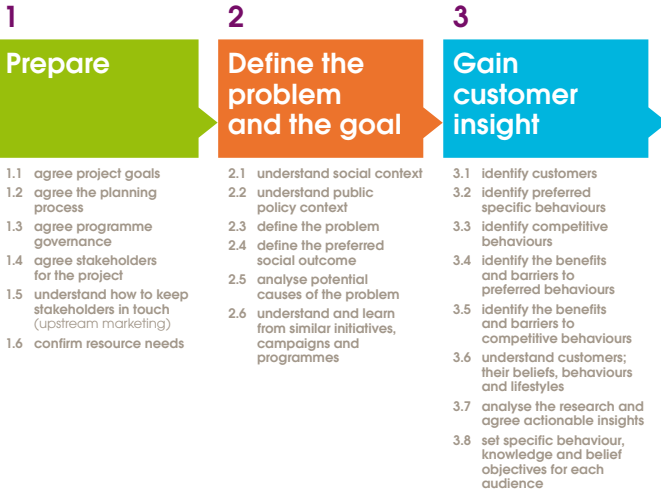 1
Prepare
1.1 agree project goals
1.2 agree the planning
process
1.3 agree programme
governance
1.4 agree stakeholders
for the project
1.5 understand how to keep
stakeholders in touch
(upstream marketing)
1.6 confirm resource needs
2
Define the
problem
and the goal
2.1 understand social context
2.2 understand public
policy context
2.3 define the problem
2.4 define the preferred
social outcome
2.5 analyse potential
causes of the problem
2.6 understand and learn
from similar initiatives,
campaigns and
programmes
3
Gain
customer
insight
3.1 identify customers
3.2 identify preferred
specific behaviours
3.3 identify competitive
behaviours
3.4 identify the benefits
and barriers to
preferred behaviours
3.5 identify the benefits
and barriers to
competitive behaviours
3.6 understand customers;
their beliefs, behaviours
and lifestyles
3.7 analyse the research and
agree actionable insights
3.8 set specific behaviour,
knowledge and belief
objectives for each
audience